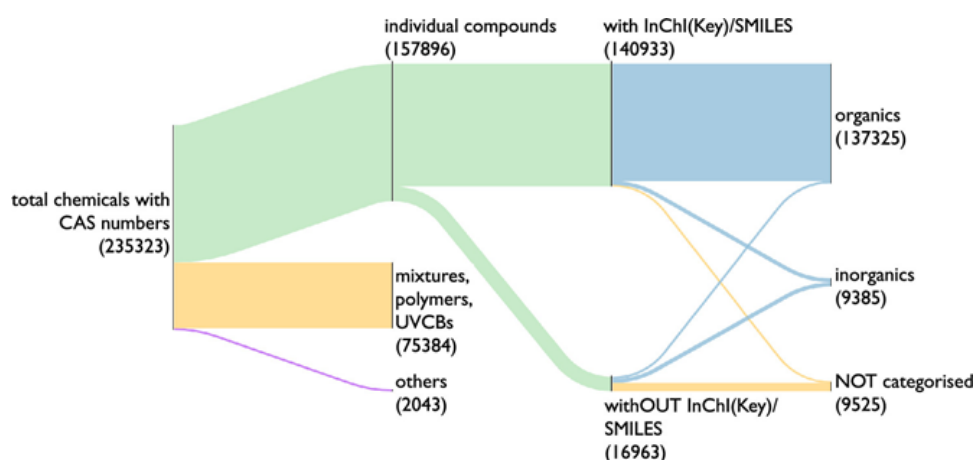 individual compounds
(157896)
with InChI(Key)/SMILES
(140933)
organics
(137325)
total chemicals with
CAS numbers
(235323)
mixtures,
polymers,
UVCBs
(75384)
inorganics
(9385)
others
(2043)
withOUT InChI(Key)/
SMILES
(16963)
NOT categorised
(9525)